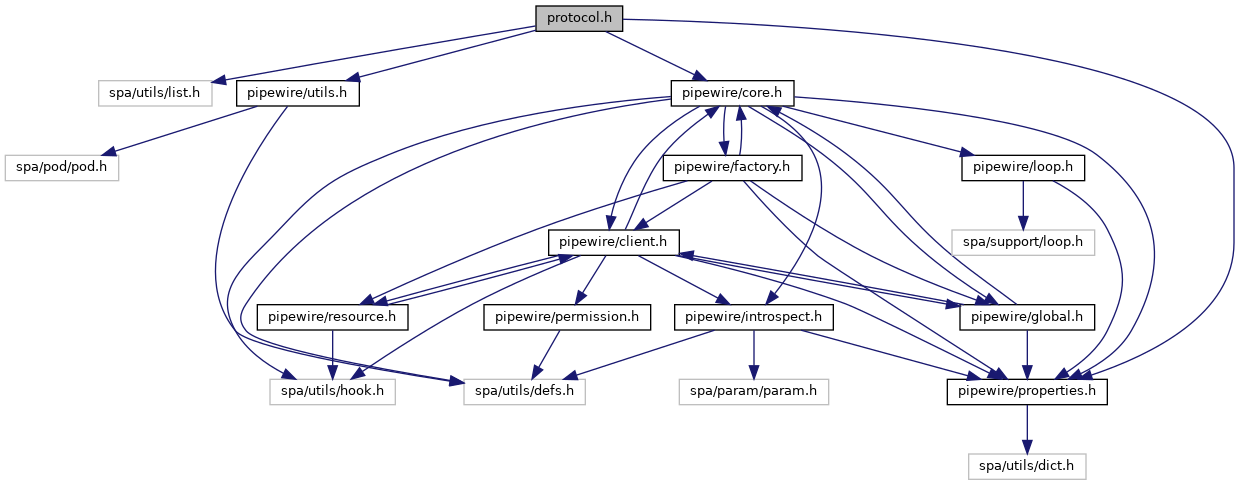 protocol.h
spa/utils/list.h
pipewire/utils.h
pipewire/core.h
spa/pod/pod.h
pipewire/factory.h
pipewire/loop.h
pipewire/client.h
spa/support/loop.h
pipewire/resource.h
pipewire/permission.h
pipewire/introspect.h
pipewire/global.h
spa/utils/hook.h
spa/utils/defs.h
spa/param/param.h
pipewire/properties.h
spa/utils/dict.h